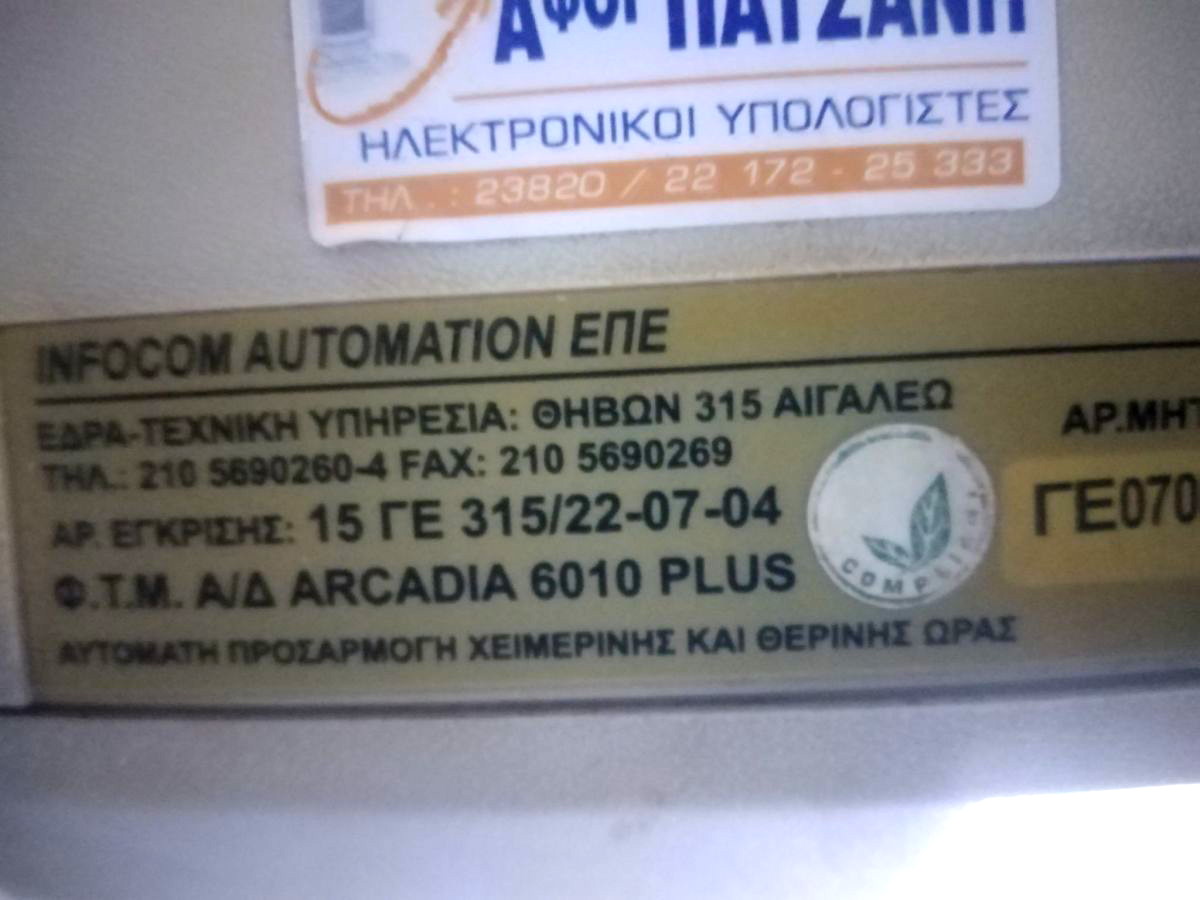 Αφοι ΠΑΤΖΑΝΗ
ΗΛΕΚΤΡΟΝΙΚΟΙ ΥΠΟΛΟΓΙΣΤΕΣ
ΤΗΛ . : 23820 / 22 172 - 25 333
INFOCOM AUTOMATION ΕΠΕ
ΕΔΡΑ-ΤΕΧΝΙΚΗ ΥΠΗΡΕΣΙΑ: ΘΗΒΩΝ 315 ΑΙΓΑΛΕΩ
ΤΗΛ.: 210 5690260-4 FAX: 210 5690269
ΑΡ. ΕΓΚΡΙΣΗΣ: 15 ΓΕ 315/22-07-04
Φ.Τ.Μ. Α/Δ ARCADIA 6010 PLUS
ΑΥΤΟΜΑΤΗ ΠΡΟΣΑΡΜΟΓΗ ΧΕΙΜΕΡΙΝΗΣ ΚΑΙ ΘΕΡΙΝΗΣ ΩΡΑΣ
COMPLIANT
ΑΡ.ΜΗΤ
ΓΕ070